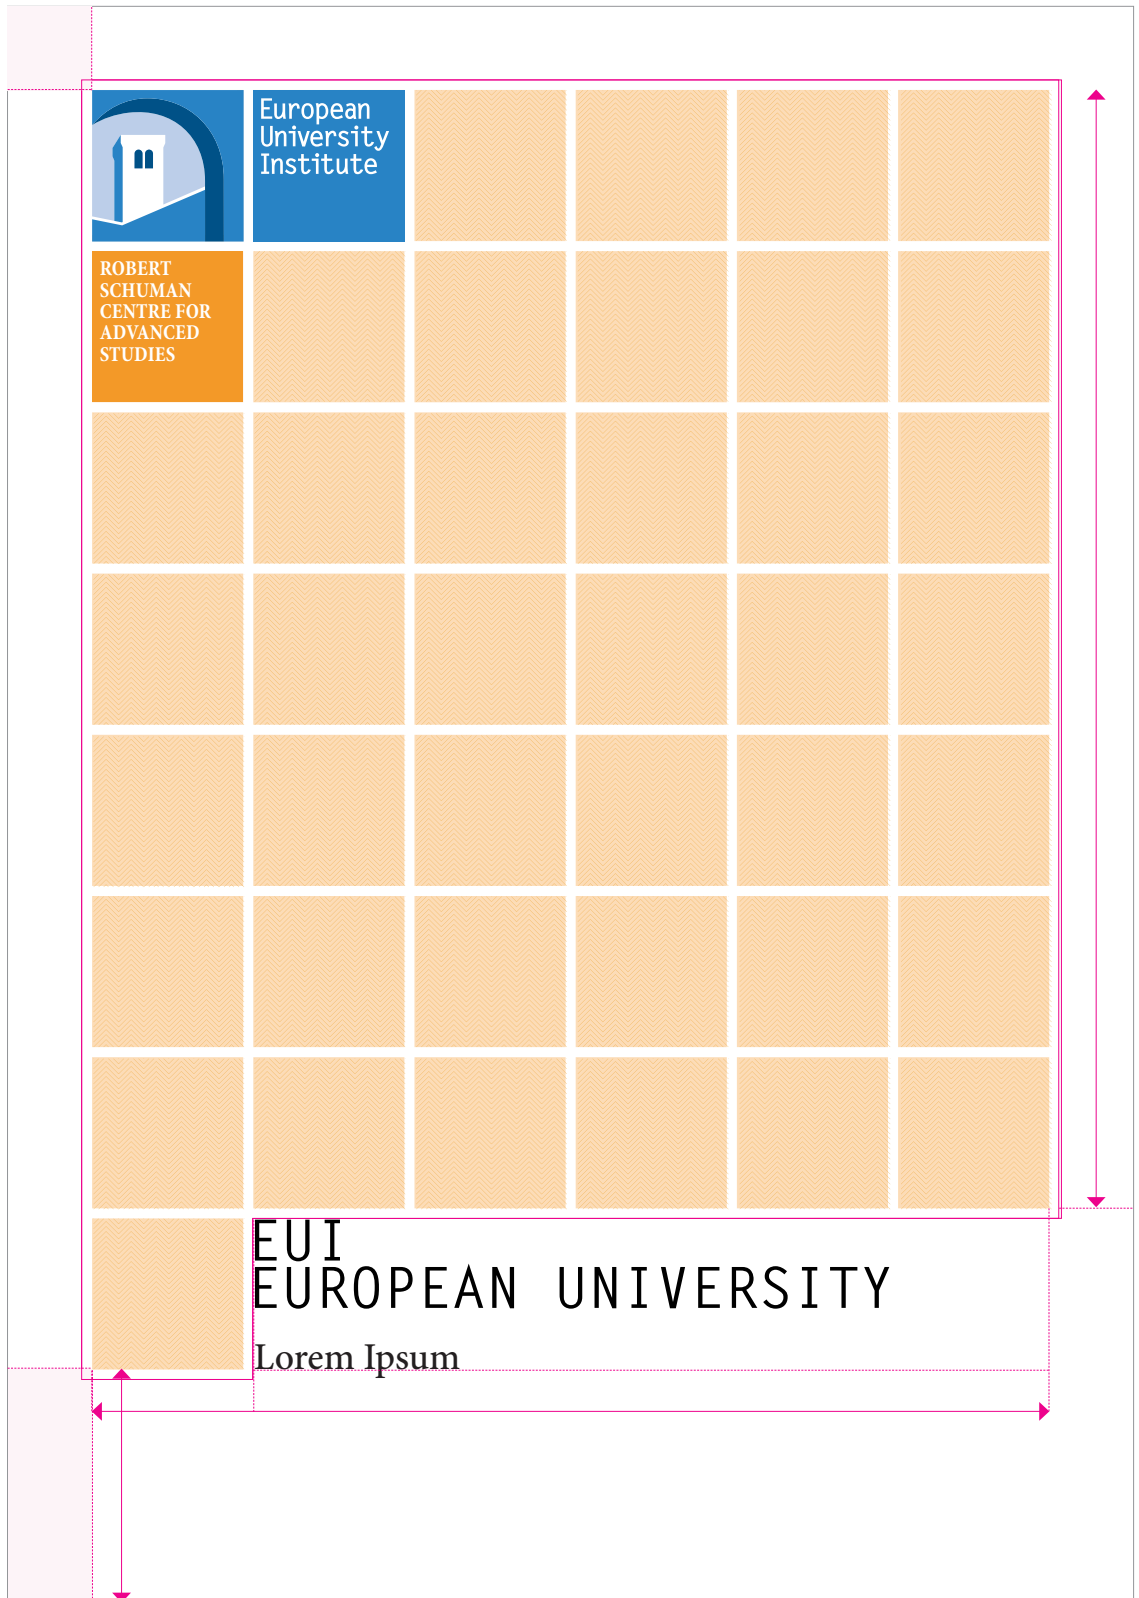 European
University
Institute
ROBERT
SCHUMAN
CENTRE FOR
ADVANCED
STUDIES
EUI
EUROPEAN UNIVERSITY
Lorem Ipsum